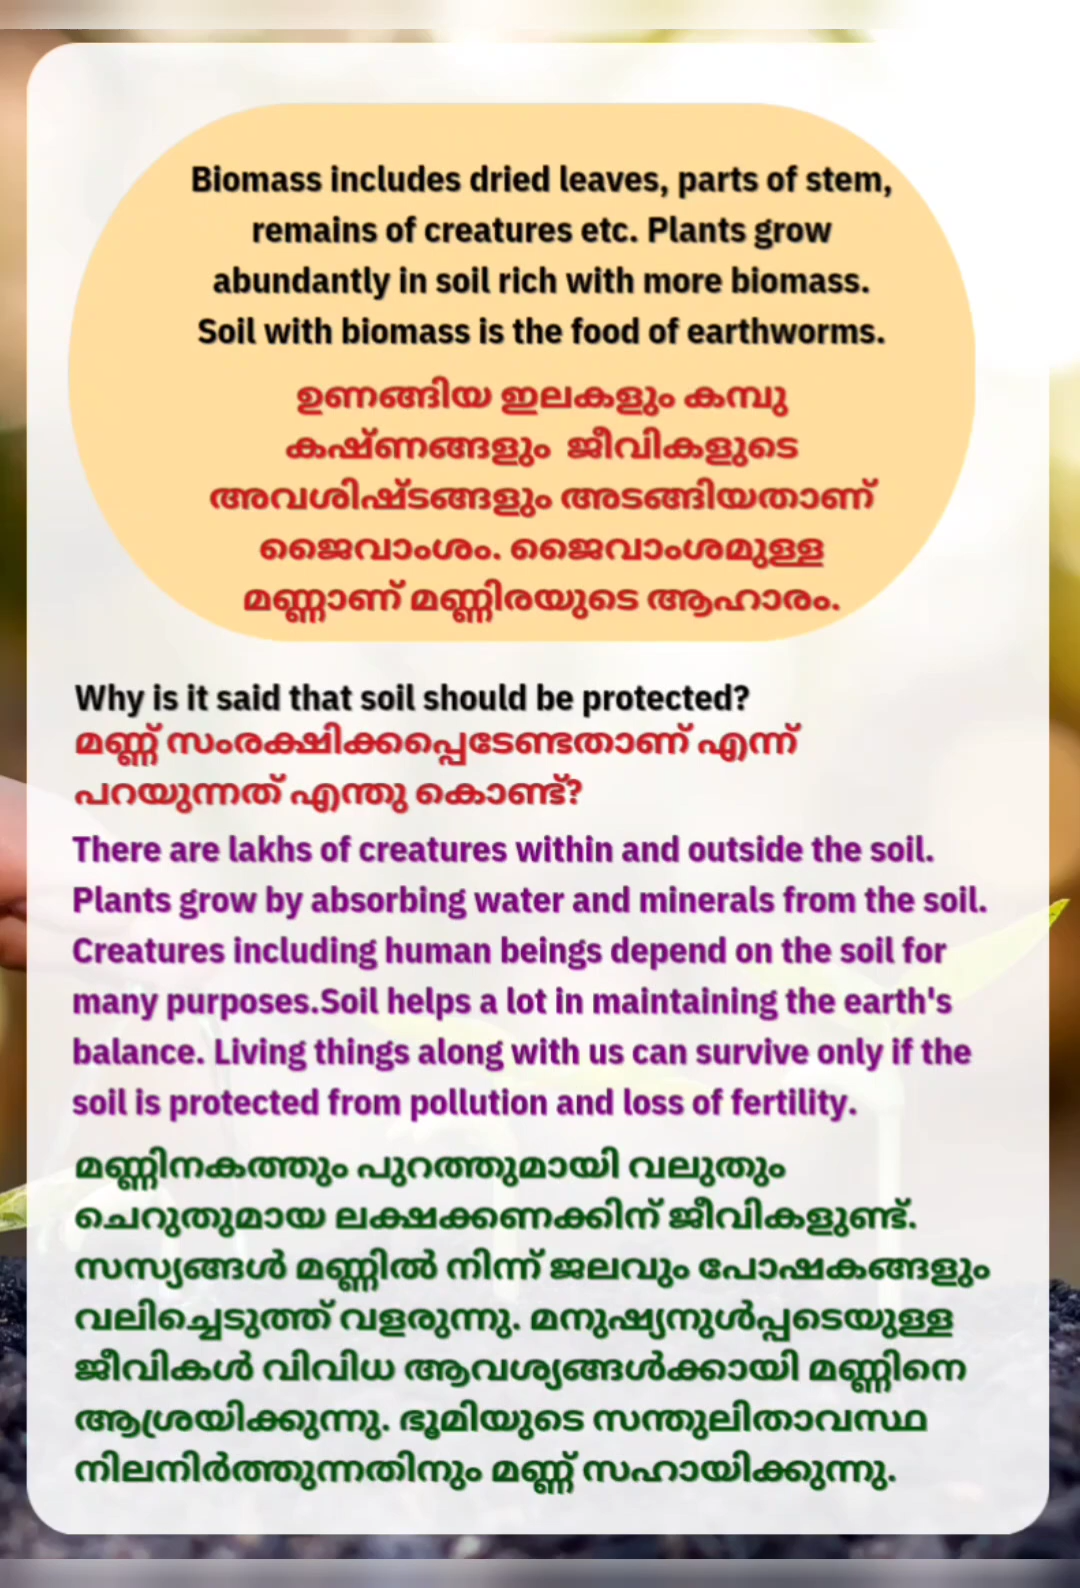 Biomass includes dried leaves, parts of stem,
remains of creatures etc. Plants grow
abundantly in soil rich with more biomass.
Soil with biomass is the food of earthworms.
ഉണങ്ങിയ ഇലകളും കമ്പു
കഷ്ണങ്ങളും ജീവികളുടെ
അവശിഷ്ടങ്ങളും അടങ്ങിയതാണ്
ജൈവാംശം. ജൈവാംശമുള്ള
മണ്ണാണ് മണ്ണിരയുടെ ആഹാരം.
Why is it said that soil should be protected?
മണ്ണ് സംരക്ഷിക്കപ്പെടേണ്ടതാണ് എന്ന്
പറയുന്നത് എന്തു കൊണ്ട്?
There are lakhs of creatures within and outside the soil.
Plants grow by absorbing water and minerals from the soil.
Creatures including human beings depend on the soil for
many purposes.Soil helps a lot in maintaining the earth's
balance. Living things along with us can survive only if the
soil is protected from pollution and loss of fertility.
മണ്ണിനകത്തും പുറത്തുമായി വലുതും
ചെറുതുമായ ലക്ഷക്കണക്കിന് ജീവികളുണ്ട്.
സസ്യങ്ങൾ മണ്ണിൽ നിന്ന് ജലവും പോഷകങ്ങളും
വലിച്ചെടുത്ത് വളരുന്നു. മനുഷ്യനുൾപ്പടെയുള്ള
ജീവികൾ വിവിധ ആവശ്യങ്ങൾക്കായി മണ്ണിനെ
ആശ്രയിക്കുന്നു. ഭൂമിയുടെ സന്തുലിതാവസ്ഥ
നിലനിർത്തുന്നതിനും മണ്ണ് സഹായിക്കുന്നു.